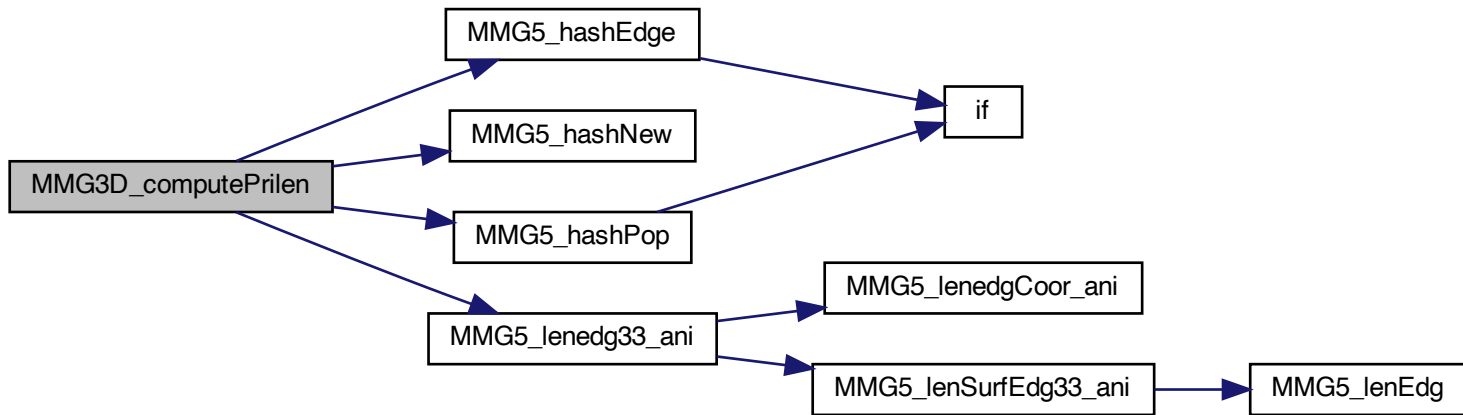 MMG5_hashEdge
if
MMG5_hashNew
MMG3D_computePrilen
MMG5_hashPop
MMG5_lenedgCoor_ani
MMG5_lenedg33_ani
MMG5_lenSurfEdg33_ani
MMG5_lenEdg